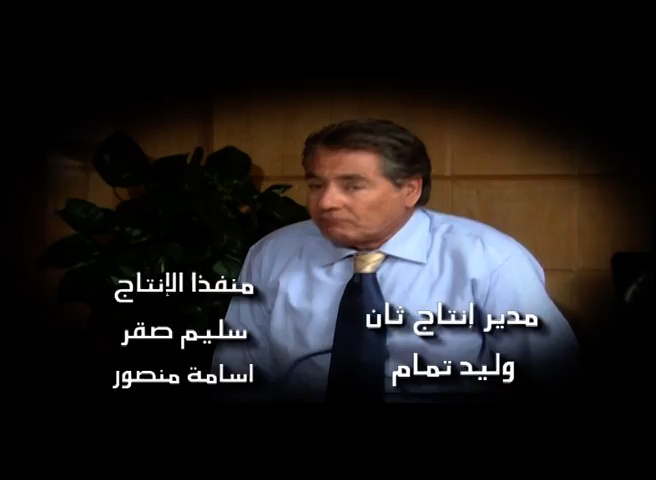 مدير إنتاج ثان
وليد تمام
منفذا الإنتاج
سليم صقر
اسامة منصور